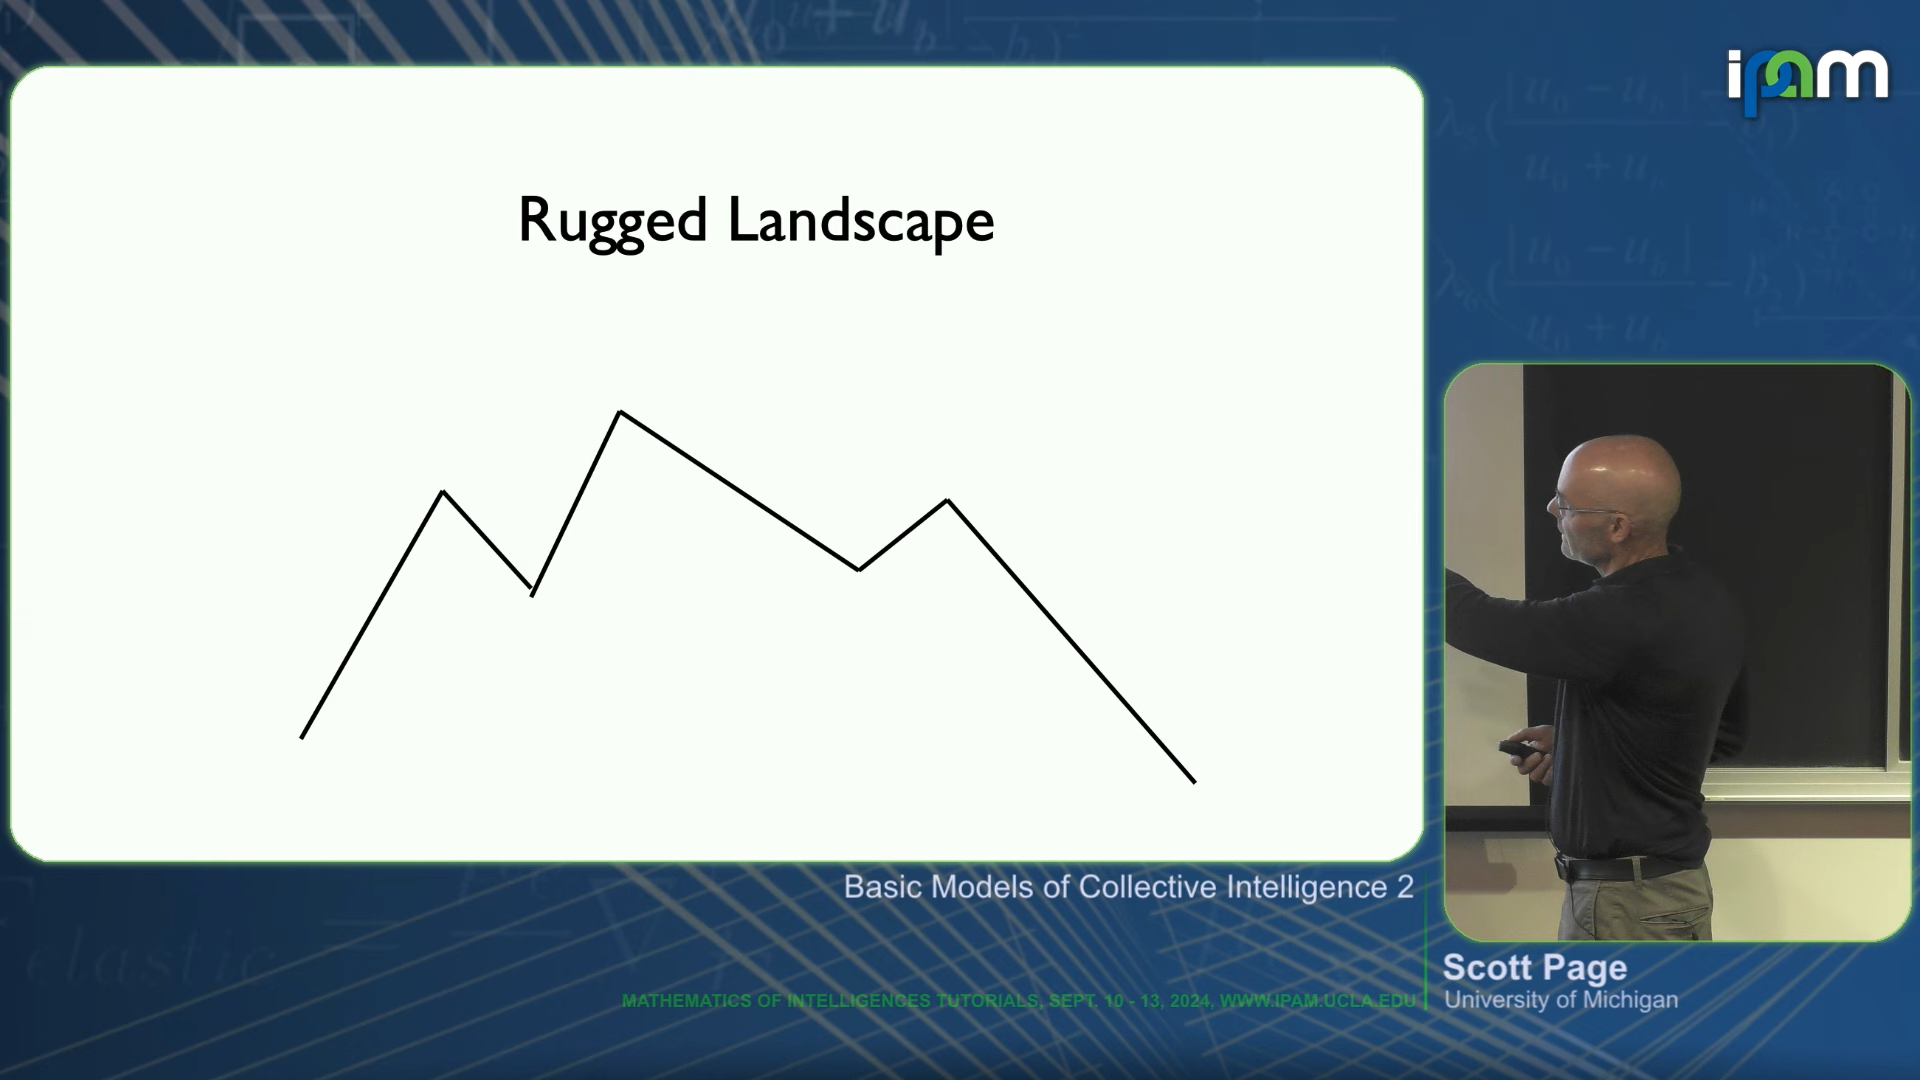 ipam
Rugged Landscape
Basic Models of Collective Intelligence 2
Scott Page
University of Michigan
MATHEMATICS OF INTELLIGENCES TUTORIALS, SEPT. 10 - 13, 2024, WWW.IPAM.UCLA.EDU
elastic